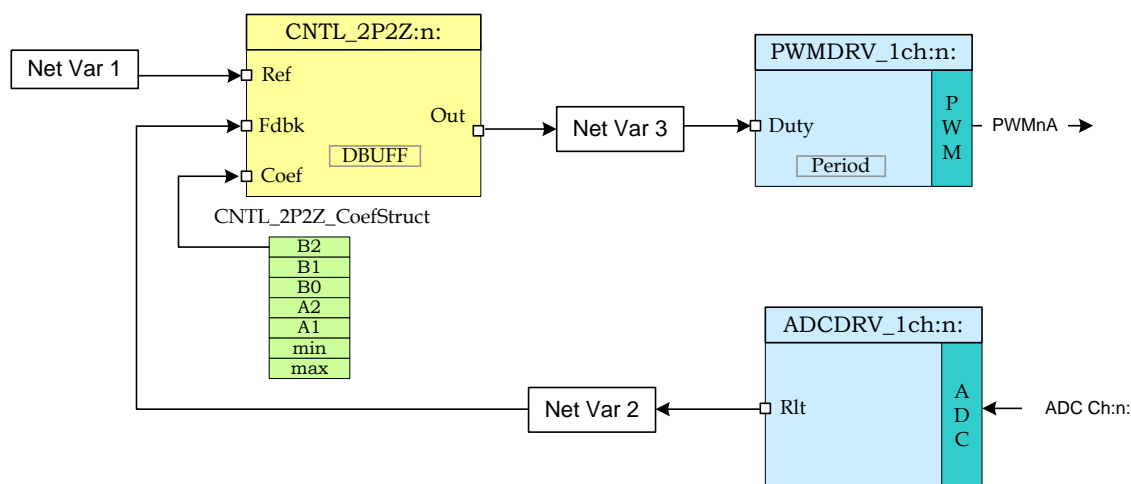 CNTL_2P2Z:n:
Net Var 1
Ref
Fdbk
Out
DBUFF
Coef
CNTL_2P2Z_CoefStruct
B2
B1
B0
A2
A1
min
max
Net Var 3
PWMDRV_1ch:n:
Duty
Period
P
W
M
PWMnA
ADCDRV_1ch:n:
Net Var 2
Rlt
A
D
C
ADC Ch:n: